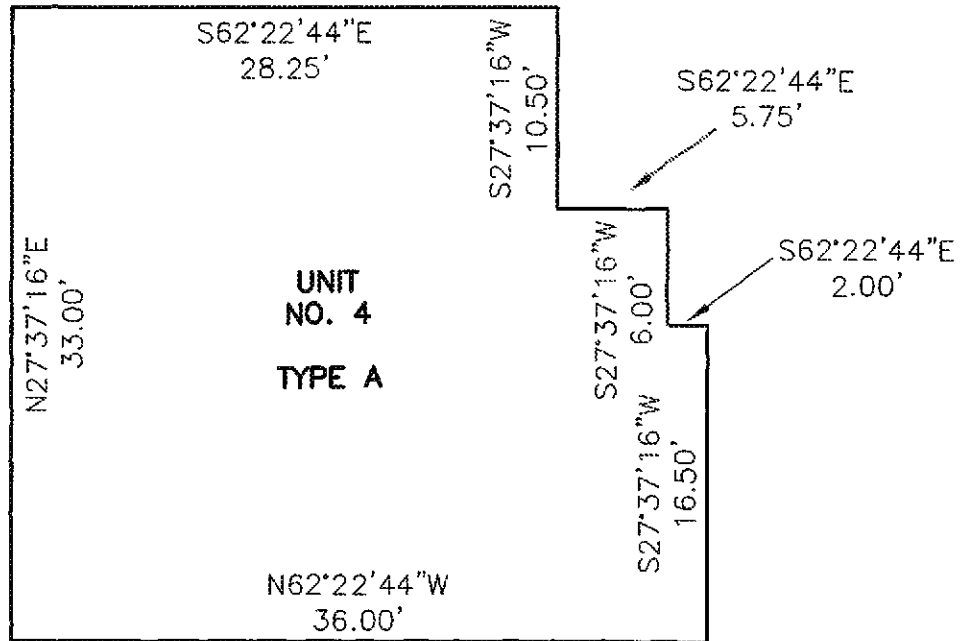 S62°22'44"E
28.25'
S27°37'16"W
10.50'
S62°22'44"E
5.75'
S27°37'16"W
6.00'
S62°22'44"E
2.00'
N27°37'16"E
33.00'
UNIT
NO. 4
TYPE A
S27°37'16"W
16.50'
N62°22'44"W
36.00'